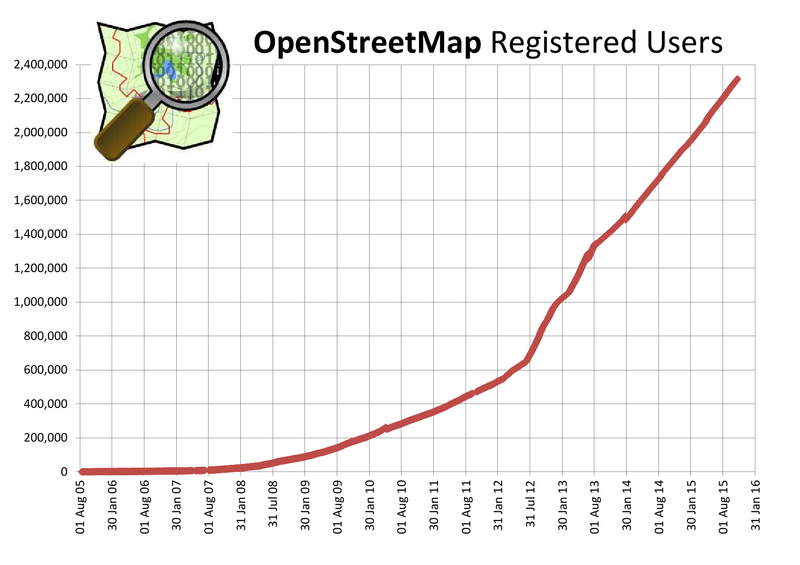 OpenStreetMap Registered Users
2,400,000
2,200,000
2,000,000
1,800,000
1,600,000
1,400,000
1,200,000
1,000,000
800,000
600,000
400,000
200,000
0
01 Aug 05
30 Jan 06
01 Aug 06
30 Jan 07
01 Aug 07
31 Jan 08
31 Jul 08
30 Jan 09
01 Aug 09
30 Jan 10
01 Aug 10
30 Jan 11
01 Aug 11
31 Jan 12
31 Jul 12
30 Jan 13
01 Aug 13
30 Jan 14
01 Aug 14
30 Jan 15
01 Aug 15
31 Jan 16